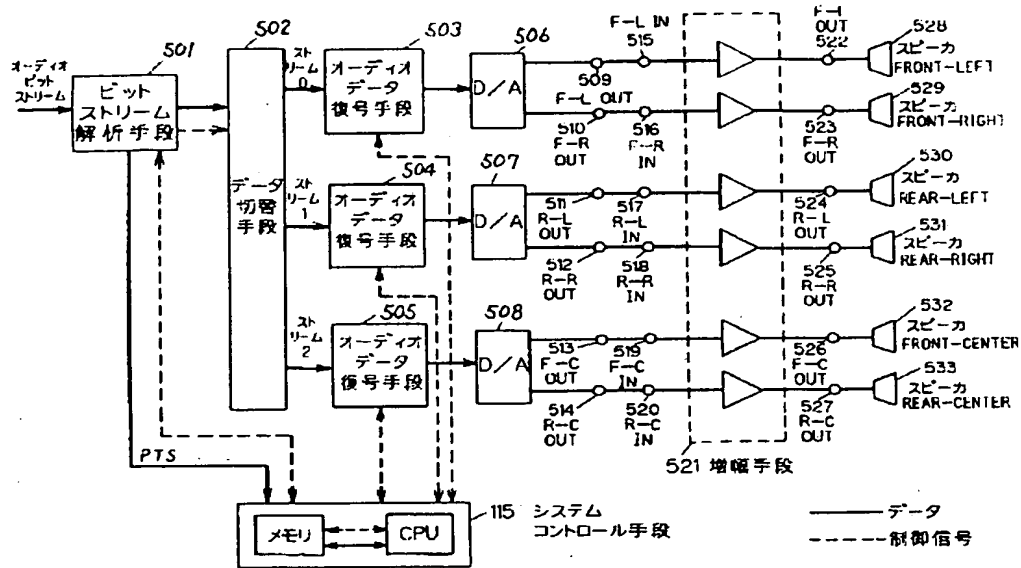 F-L IN
F-L
OUT
501
502
503
506
515
522
528
オーディオ
ビット
ストリーム
ビット
ストリーム
解析手段
スト
リーム
0
オーディオ
データ
復号手段
D/A
509
F-L OUT
スピーカ
FRONT-LEFT
510
F-R
OUT
516
F-R
IN
523
F-R
OUT
529
スピーカ
FRONT-RIGHT
データ
切替
手段
スト
リーム
1
504
オーディオ
データ
復号手段
507
D/A
511
R-L
OUT
517
R-L
IN
524
R-L
OUT
530
スピーカ
REAR-LEFT
512
R-R
OUT
518
R-R
IN
525
R-R
OUT
531
スピーカ
REAR-RIGHT
スト
リーム
2
505
オーディオ
データ
復号手段
508
D/A
513
F-C
OUT
519
F-C
IN
526
F-C
OUT
532
スピーカ
FRONT-CENTER
514
R-C
OUT
520
R-C
IN
527
R-C
OUT
533
スピーカ
REAR-CENTER
521 増幅手段
PTS
メモリ
CPU
115 システム
コントロール手段
データ
制御信号